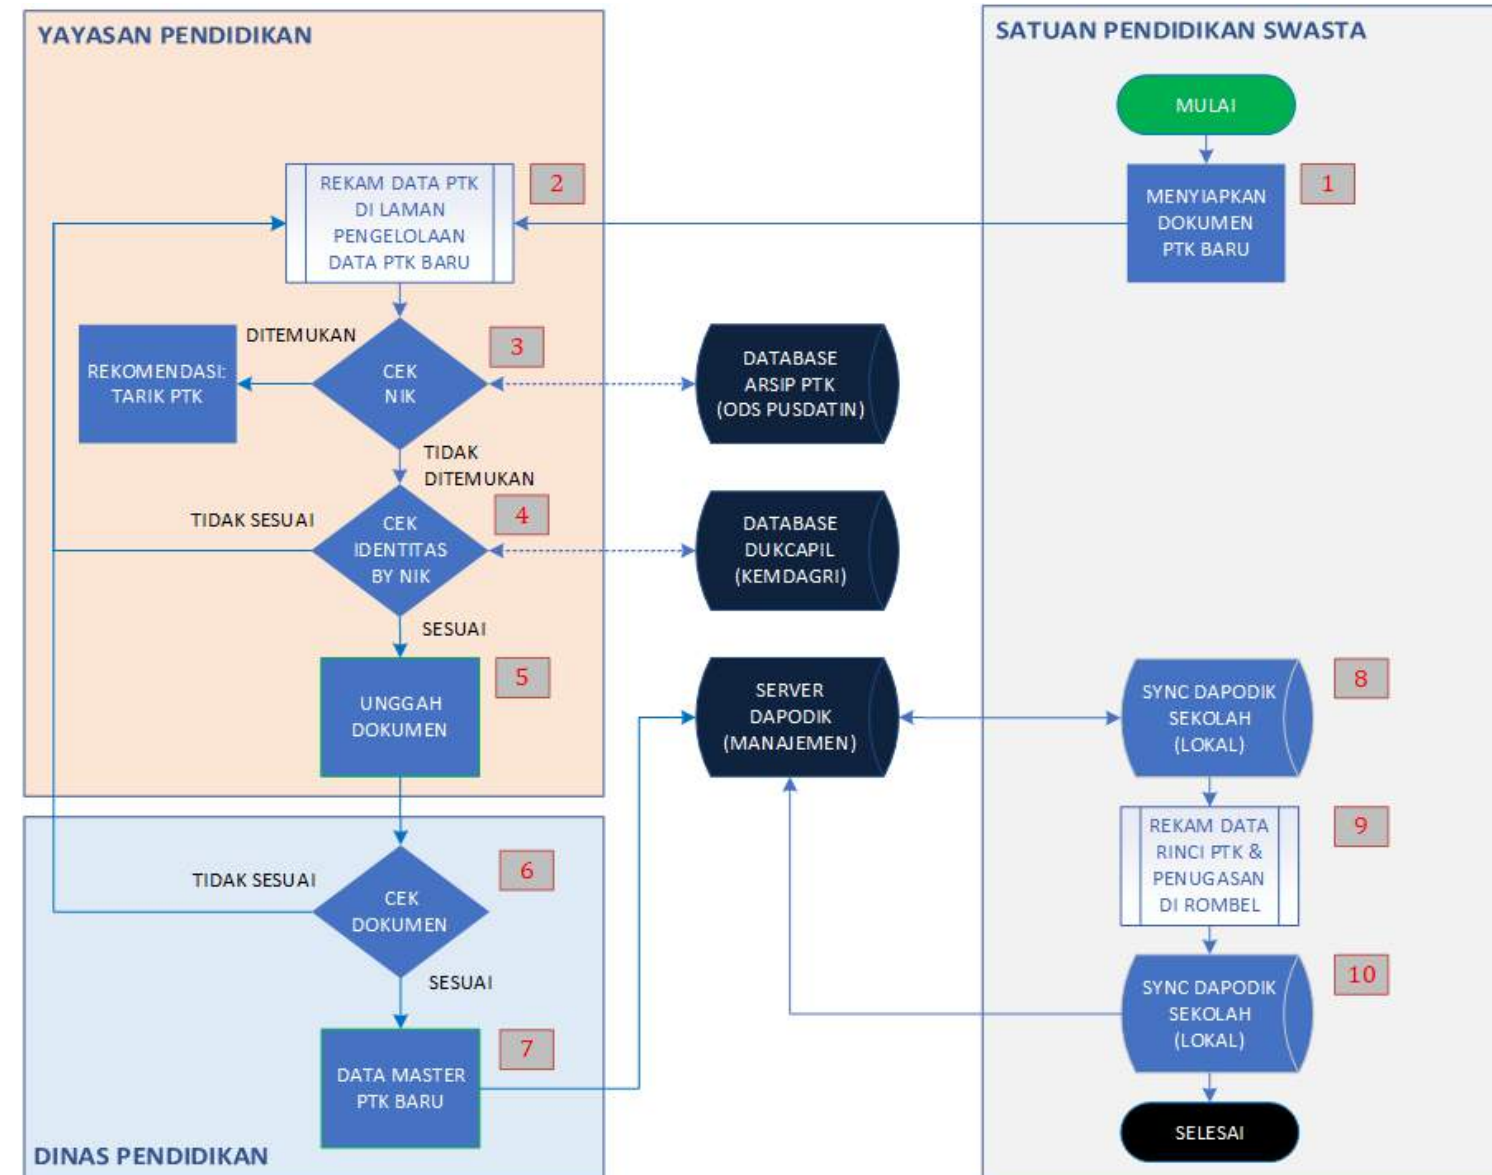 YAYASAN PENDIDIKAN
SATUAN PENDIDIKAN SWASTA
MULAI
1
MENYIAPKAN
DOKUMEN
PTK BARU
2
REKAM DATA PTK
DI LAMAN
PENGELOLAAN
DATA PTK BARU
DITEMUKAN
3
REKOMENDASI:
TARIK PTK
CEK
NIK
DATABASE
ARSIP PTK
(ODS PUSDATIN)
TIDAK
DITEMUKAN
4
TIDAK SESUAI
CEK
IDENTITAS
BY NIK
DATABASE
DUKCAPIL
(KEMDAGRI)
SESUAI
5
UNGGAH
DOKUMEN
SERVER
DAPODIK
(MANAJEMEN)
8
SYNC DAPODIK
SEKOLAH
(LOKAL)
9
REKAM DATA
RINCI PTK &
PENUGASAN
DI ROMBEL
6
TIDAK SESUAI
CEK
DOKUMEN
SESUAI
10
SYNC DAPODIK
SEKOLAH
(LOKAL)
7
DATA MASTER
PTK BARU
SELESAI
DINAS PENDIDIKAN